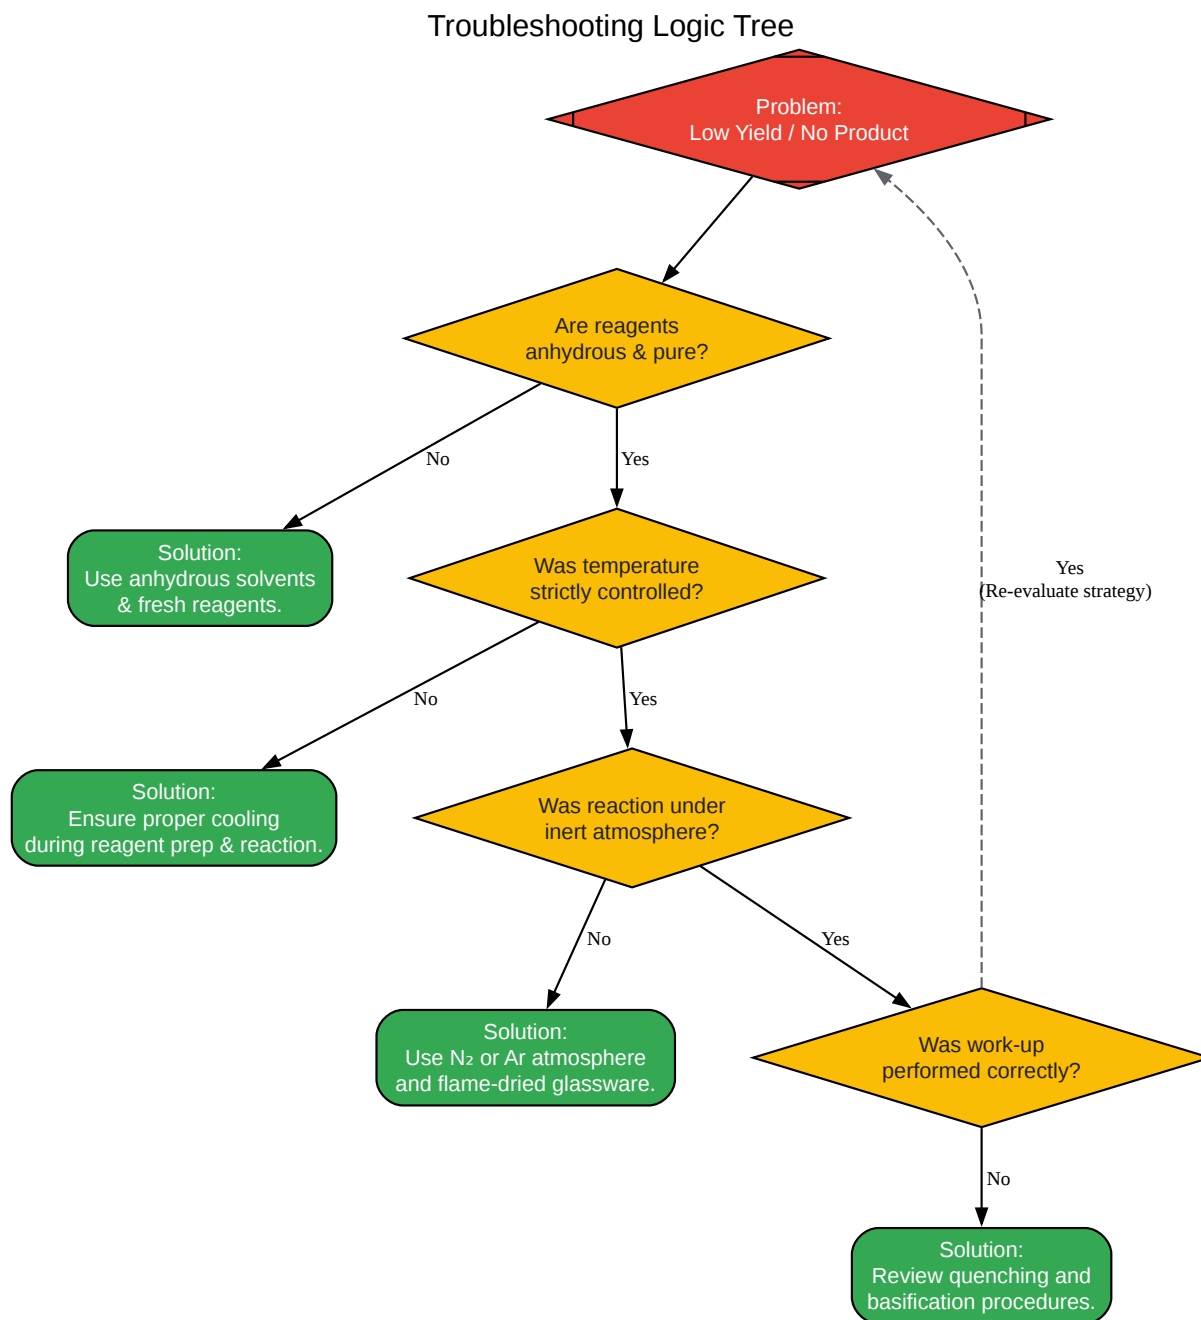 Troubleshooting Logic Tree
Problem:
Low Yield / No Product
Are reagents
anhydrous & pure?
No
Yes
Solution:
Use anhydrous solvents
& fresh reagents.
Was temperature
strictly controlled?
Yes
(Re-evaluate strategy)
No
Yes
Solution:
Ensure proper cooling
during reagent prep & reaction.
Was reaction under
inert atmosphere?
No
Yes
Solution:
Use N₂ or Ar atmosphere
and flame-dried glassware.
Was work-up
performed correctly?
No
Solution:
Review quenching and
basification procedures.